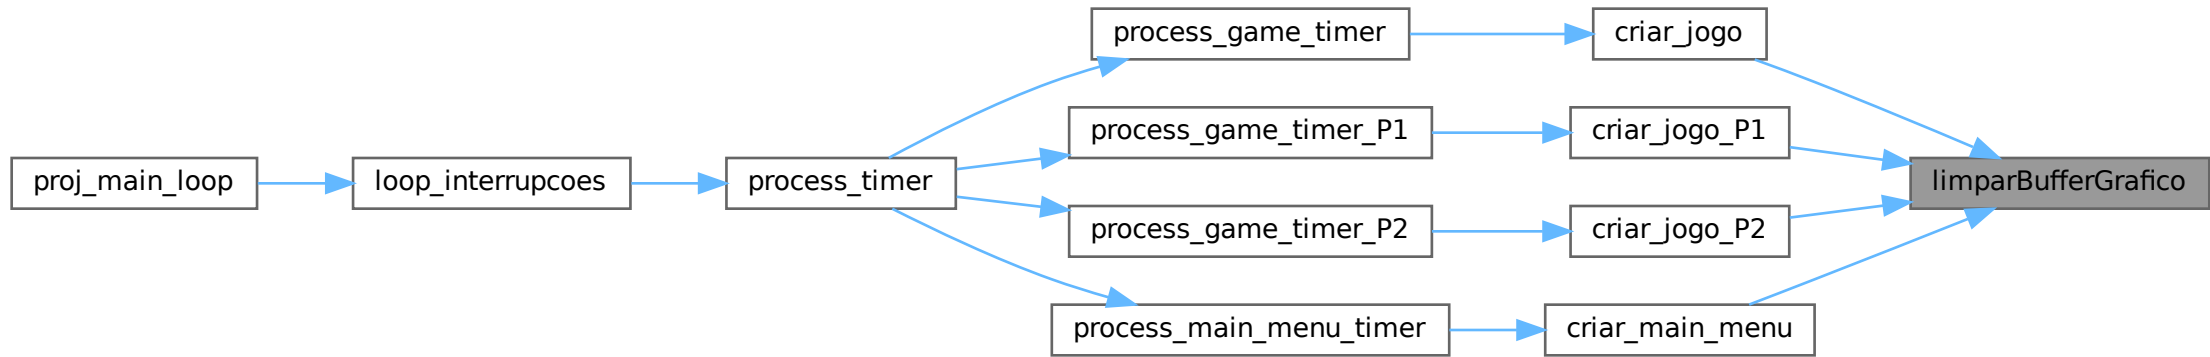 process_game_timer
criar_jogo
process_game_timer_P1
criar_jogo_P1
proj_main_loop
loop_interrupcoes
process_timer
limparBufferGrafico
process_game_timer_P2
criar_jogo_P2
process_main_menu_timer
criar_main_menu